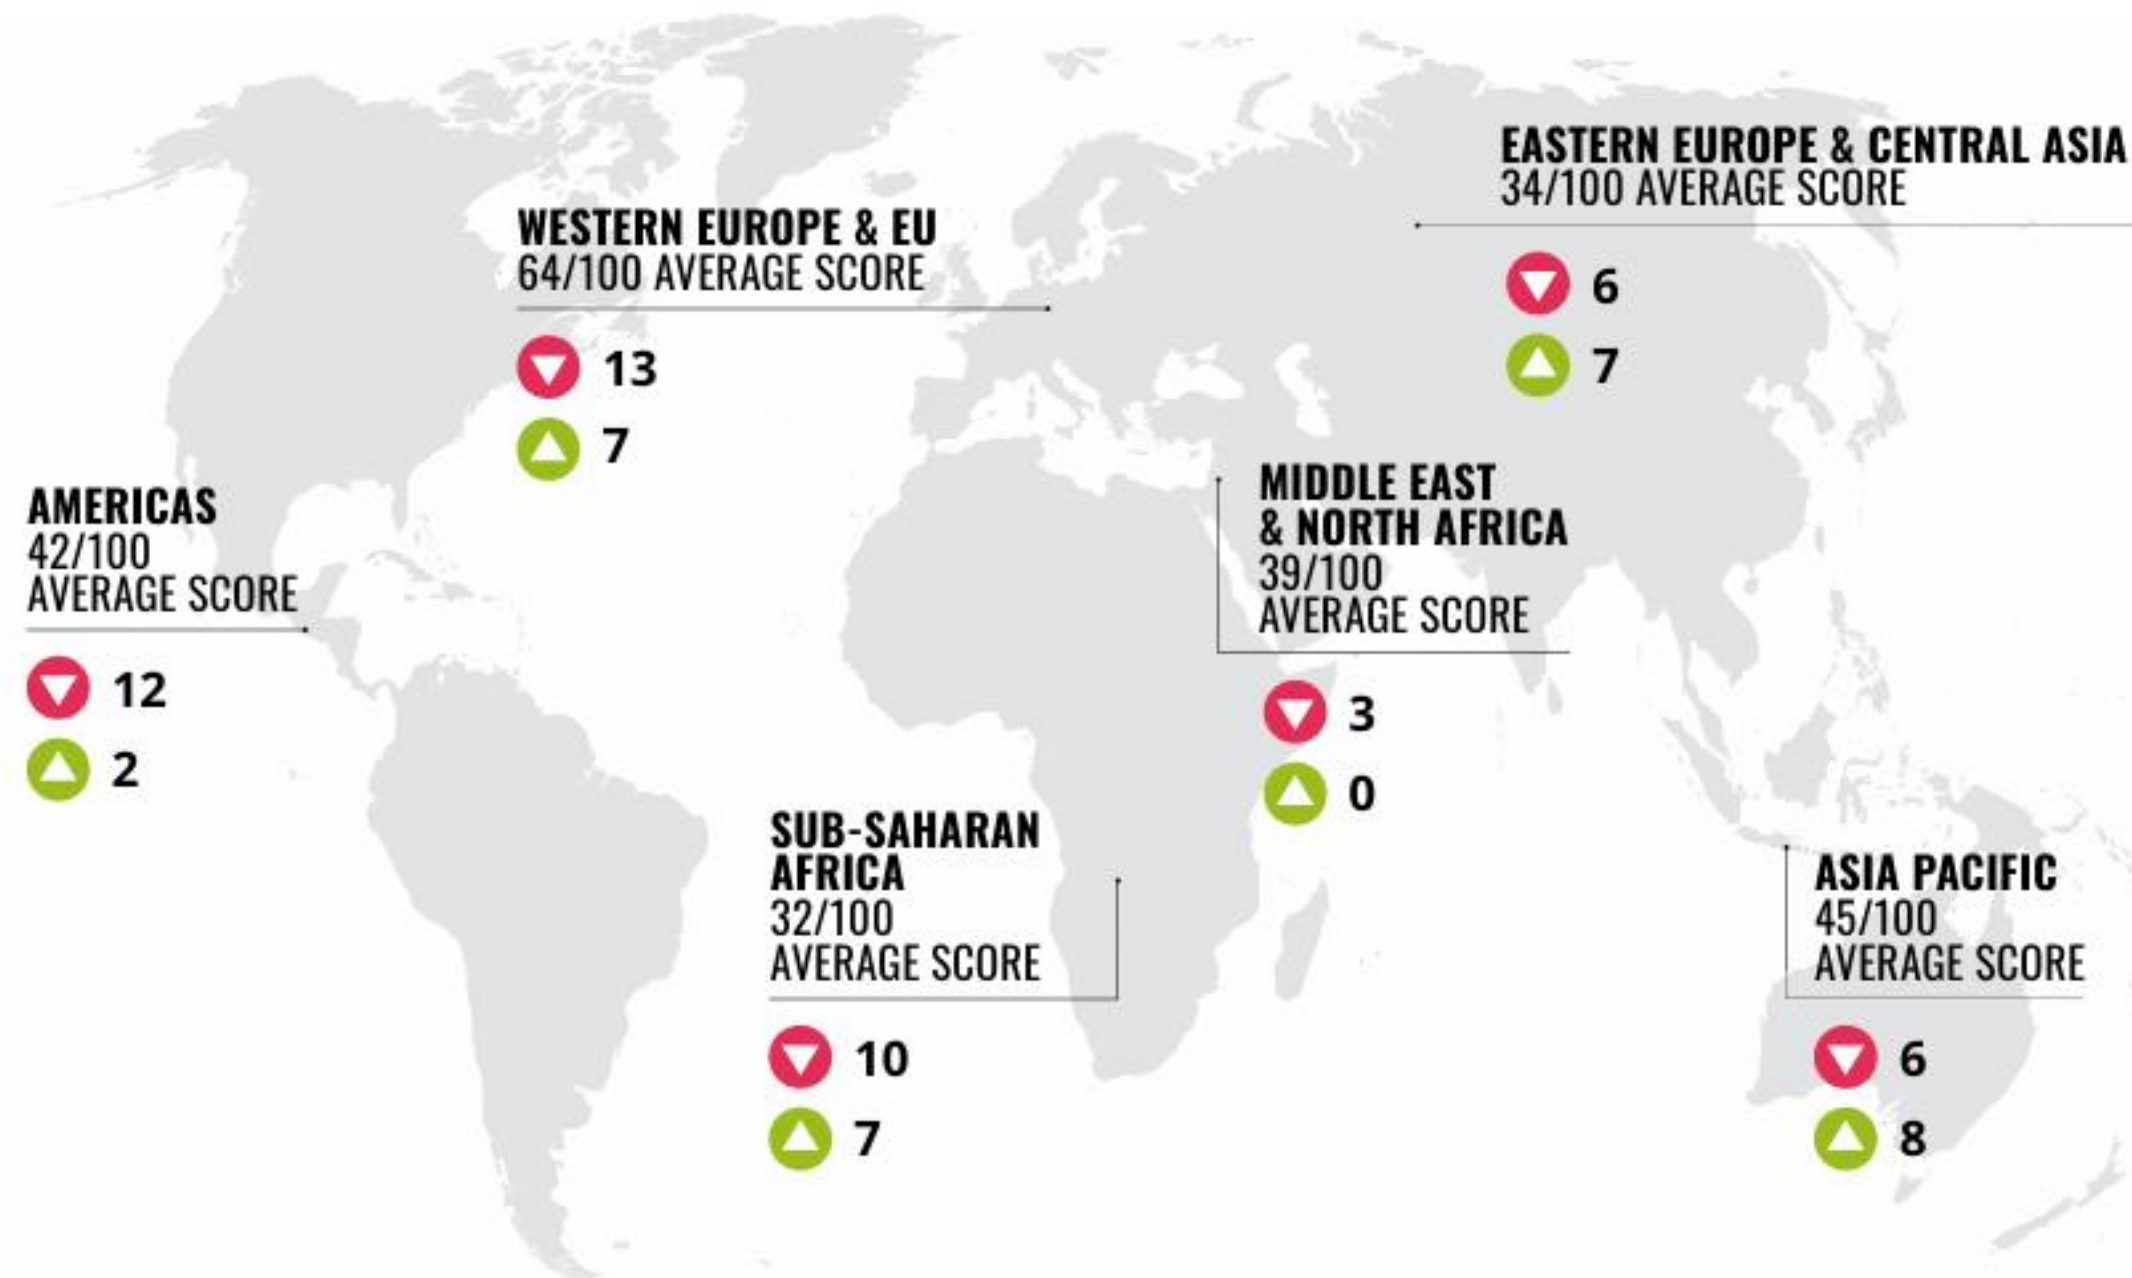 EASTERN EUROPE & CENTRAL ASIA
34/100 AVERAGE SCORE
6
7
WESTERN EUROPE & EU
64/100 AVERAGE SCORE
13
7
AMERICAS
42/100
AVERAGE SCORE
12
2
MIDDLE EAST
& NORTH AFRICA
39/100
AVERAGE SCORE
3
0
SUB-SAHARAN
AFRICA
32/100
AVERAGE SCORE
10
7
ASIA PACIFIC
45/100
AVERAGE SCORE
6
8